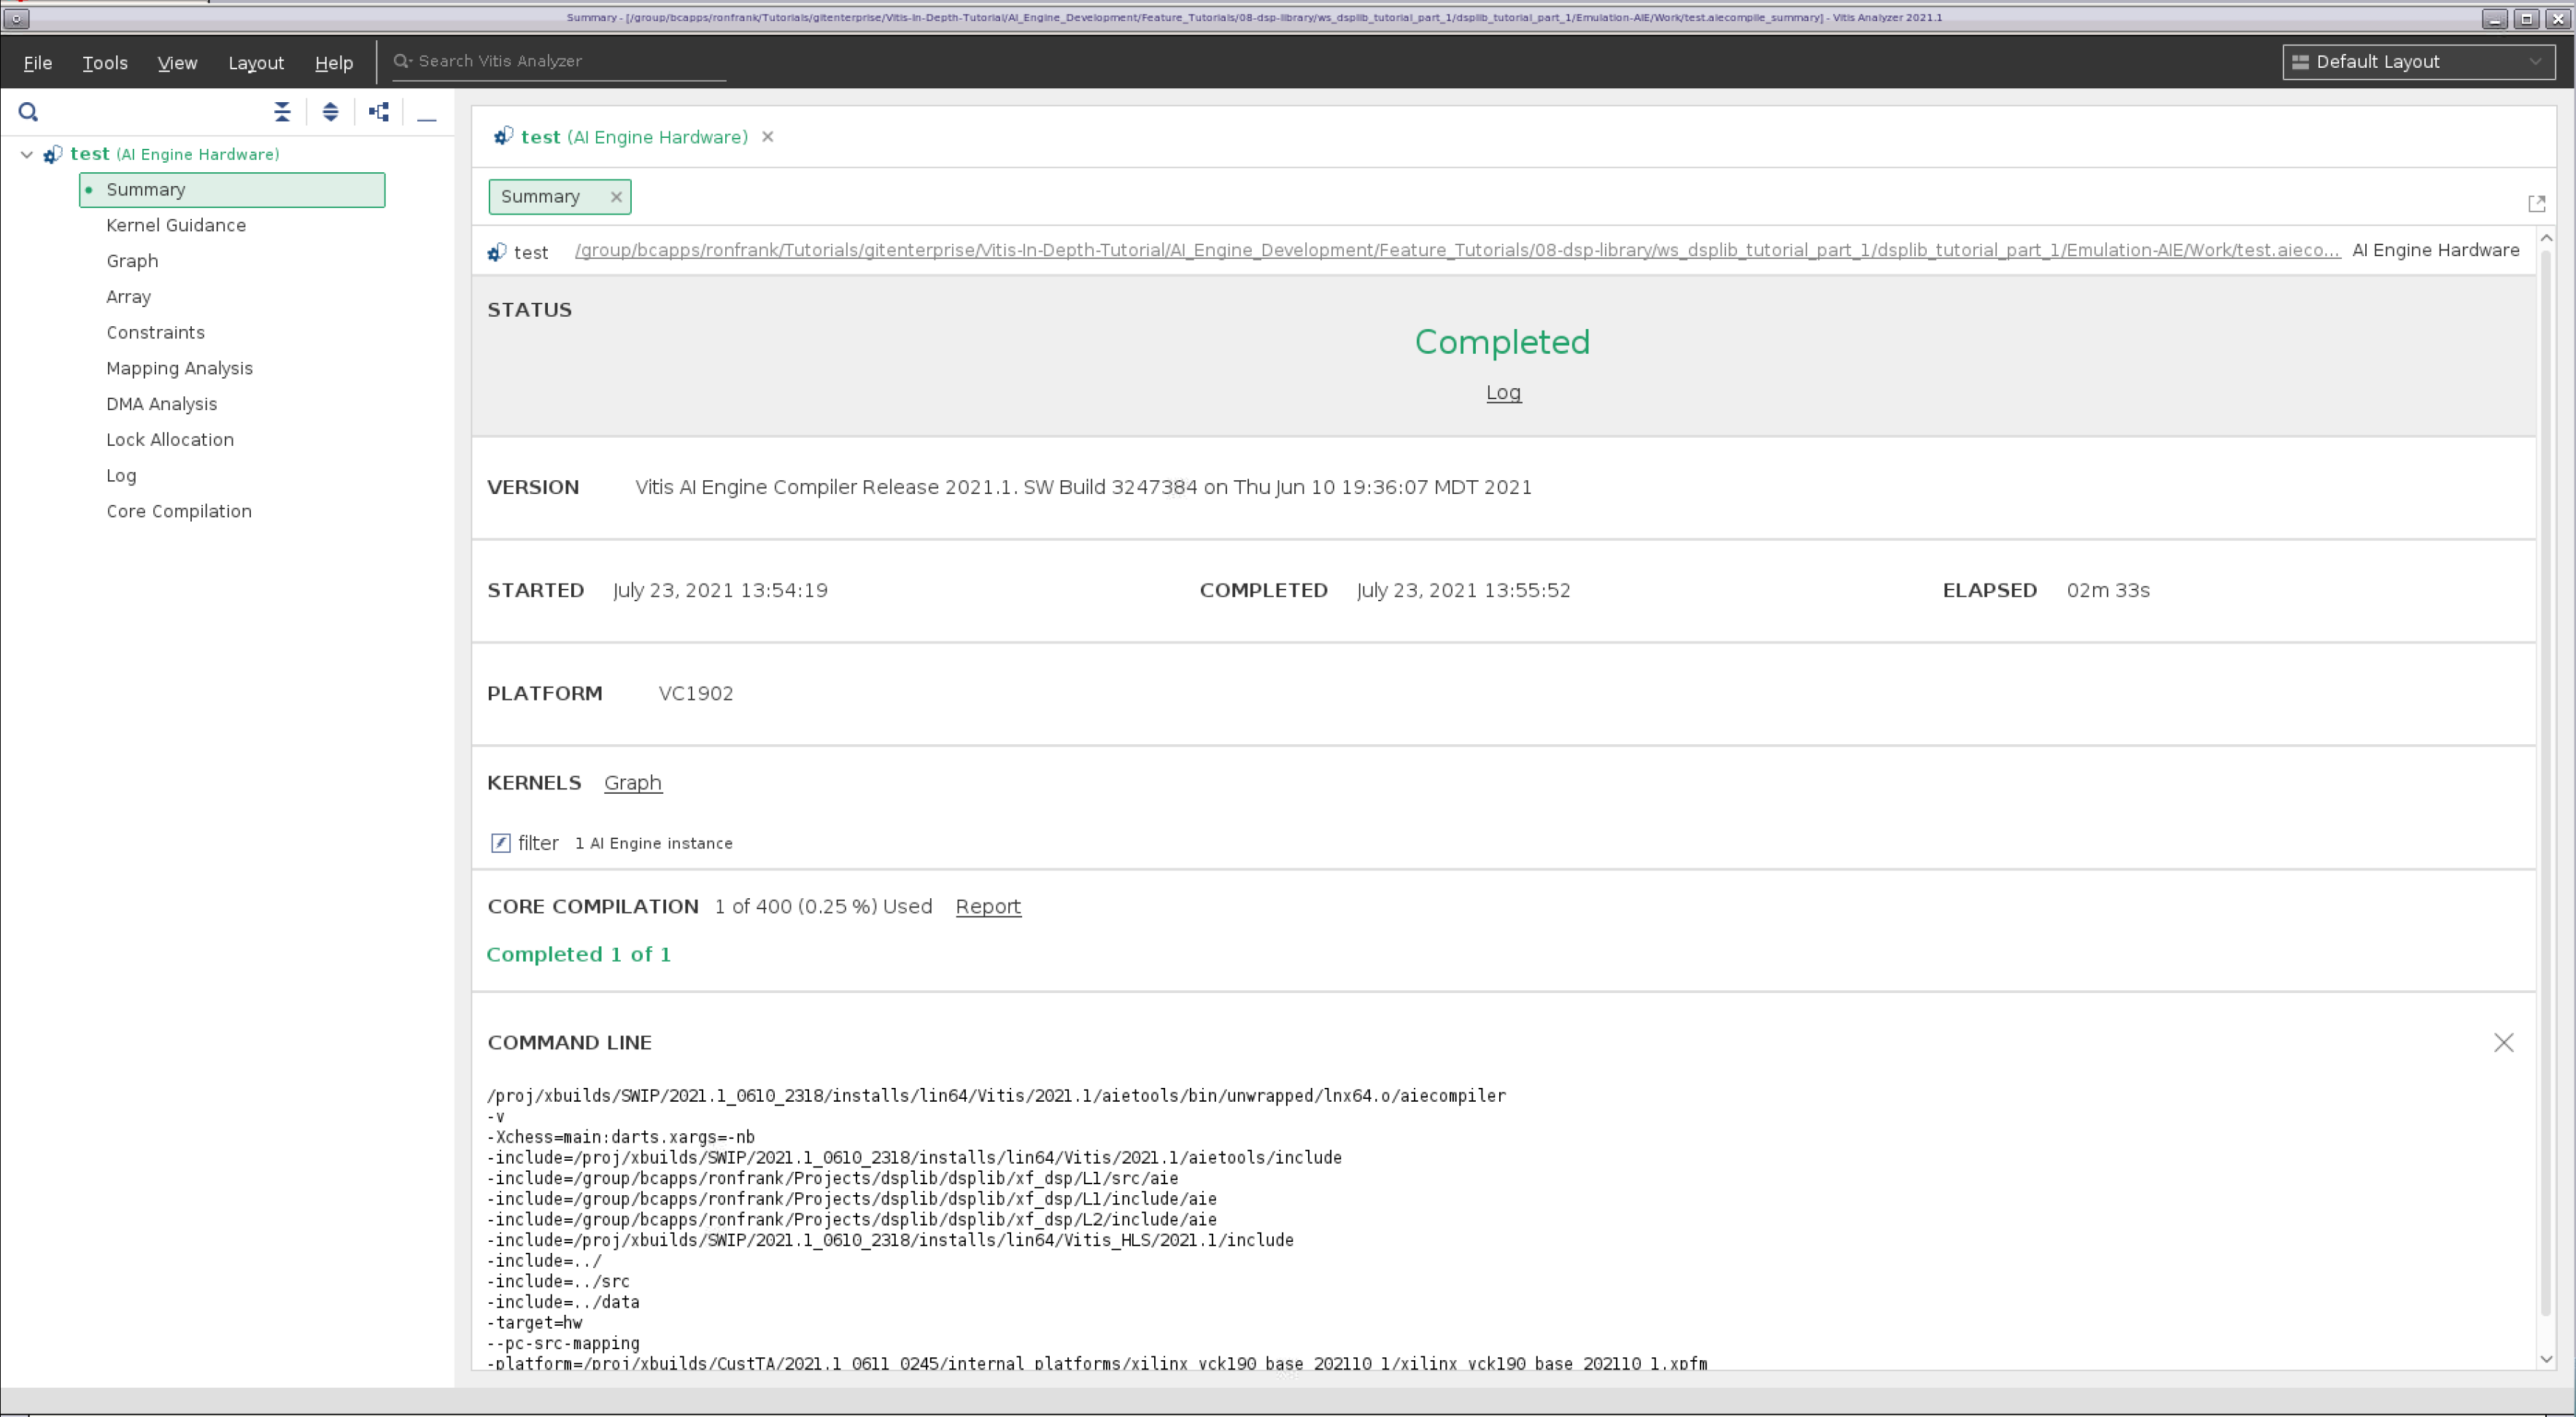 Summary - [/group/bcapps/ronfrank/Tutorials/gitenterprise/Vitis-In-Depth-Tutorial/AI_Engine_Development/Feature_Tutorials/08-dsp-library/ws_dsplib_tutorial_part_1/dsplib_tutorial_part_1/Emulation-AIE/Work/test.aiecompile_summary] - Vitis Analyzer 2021.1
File Tools View Layout Help Search Vitis Analyzer Default Layout
test (AI Engine Hardware)
Summary
Kernel Guidance
Graph
Array
Constraints
Mapping Analysis
DMA Analysis
Lock Allocation
Log
Core Compilation
test (AI Engine Hardware)
Summary
test /group/bcapps/ronfrank/Tutorials/gitenterprise/Vitis-In-Depth-Tutorial/AI_Engine_Development/Feature_Tutorials/08-dsp-library/ws_dsplib_tutorial_part_1/dsplib_tutorial_part_1/Emulation-AIE/Work/test.aieco... AI Engine Hardware
STATUS
Completed
Log
VERSION Vitis AI Engine Compiler Release 2021.1. SW Build 3247384 on Thu Jun 10 19:36:07 MDT 2021
STARTED July 23, 2021 13:54:19 COMPLETED July 23, 2021 13:55:52 ELAPSED 02m 33s
PLATFORM VC1902
KERNELS Graph
filter 1 AI Engine instance
CORE COMPILATION 1 of 400 (0.25 %) Used Report
Completed 1 of 1
COMMAND LINE
/proj/xbuilds/SWIP/2021.1_0610_2318/installs/lin64/Vitis/2021.1/aietools/bin/unwrapped/lnx64.o/aiecompiler
-v
-Xchess=main:darts.xargs=-nb
-include=/proj/xbuilds/SWIP/2021.1_0610_2318/installs/lin64/Vitis/2021.1/aietools/include
-include=/group/bcapps/ronfrank/Projects/dsplib/dsplib/xf_dsp/L1/src/aie
-include=/group/bcapps/ronfrank/Projects/dsplib/dsplib/xf_dsp/L1/include/aie
-include=/group/bcapps/ronfrank/Projects/dsplib/dsplib/xf_dsp/L2/include/aie
-include=/proj/xbuilds/SWIP/2021.1_0610_2318/installs/lin64/Vitis_HLS/2021.1/include
-include=../
-include=../src
-include=../data
-target=hw
--pc-src-mapping
-platform=/proj/xbuilds/CustTA/2021.1_0611_0245/internal_platforms/xilinx_vck190_base_202110_1/xilinx_vck190_base_202110_1.xpfm